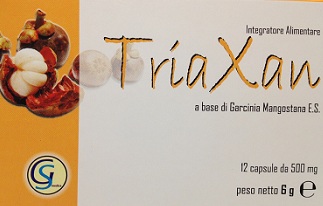 Integratore Alimentare
TriaXan
a base di Garcinia Mangostana E.S.
12 capsule da 500 mg
peso netto 6 g ℮